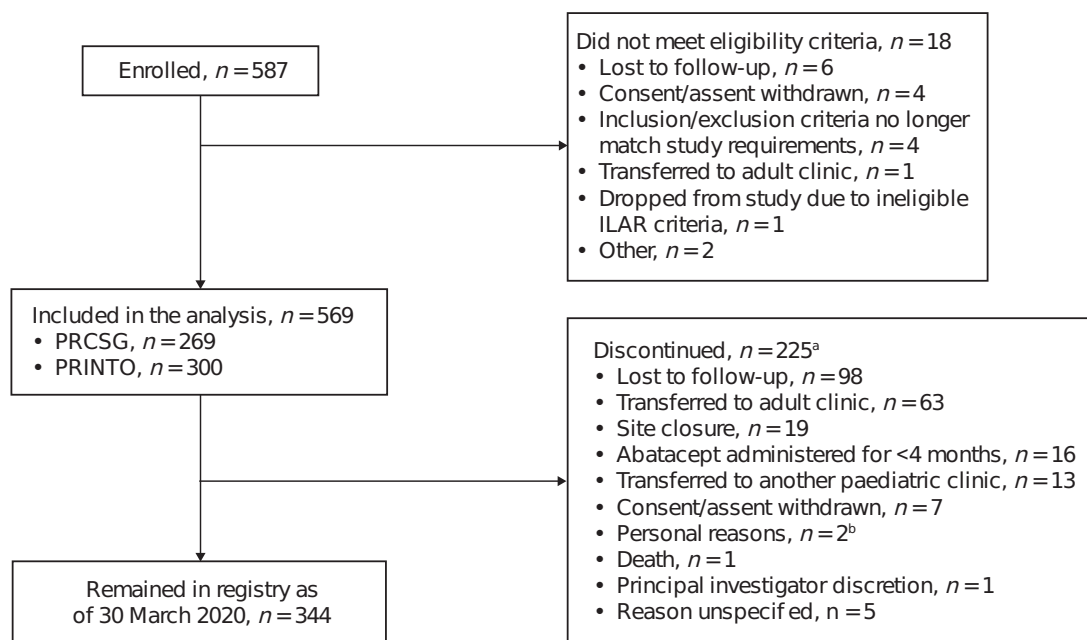 Enrolled, n = 587
Did not meet eligibility criteria, n = 18
• Lost to follow-up, n = 6
• Consent/assent withdrawn, n = 4
• Inclusion/exclusion criteria no longer
match study requirements, n = 4
• Transferred to adult clinic, n = 1
• Dropped from study due to ineligible
ILAR criteria, n = 1
• Other, n = 2
Included in the analysis, n = 569
• PRCSG, n = 269
• PRINTO, n = 300
Discontinued, n = 225ᵃ
• Lost to follow-up, n = 98
• Transferred to adult clinic, n = 63
• Site closure, n = 19
• Abatacept administered for <4 months, n = 16
• Transferred to another paediatric clinic, n = 13
• Consent/assent withdrawn, n = 7
• Personal reasons, n = 2ᵇ
• Death, n = 1
• Principal investigator discretion, n = 1
• Reason unspecif ed, n = 5
Remained in registry as
of 30 March 2020, n = 344